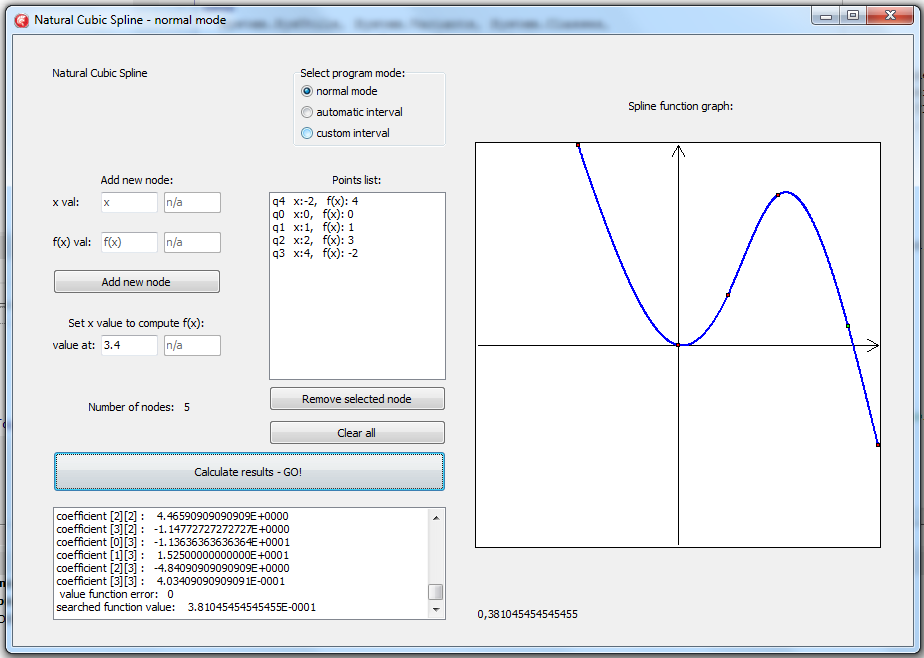 Natural Cubic Spline - normal mode
Natural Cubic Spline
Select program mode:
normal mode
automatic interval
custom interval
Spline function graph:
Add new node:
x val: x n/a
f(x) val: f(x) n/a
Add new node
Set x value to compute f(x):
value at: 3.4 n/a
Number of nodes: 5
Points list:
q4 x:-2, f(x): 4
q0 x:0, f(x): 0
q1 x:1, f(x): 1
q2 x:2, f(x): 3
q3 x:4, f(x): -2
Remove selected node
Clear all
Calculate results - GO!
coefficient [2][2] : 4.46590909090909E+0000
coefficient [3][2] : -1.14772727272727E+0000
coefficient [0][3] : -1.13636363636364E+0001
coefficient [1][3] : 1.52500000000000E+0001
coefficient [2][3] : -4.84090909090909E+0000
coefficient [3][3] : 4.03409090909091E-0001
value function error: 0
searched function value: 3.81045454545455E-0001
0,381045454545455